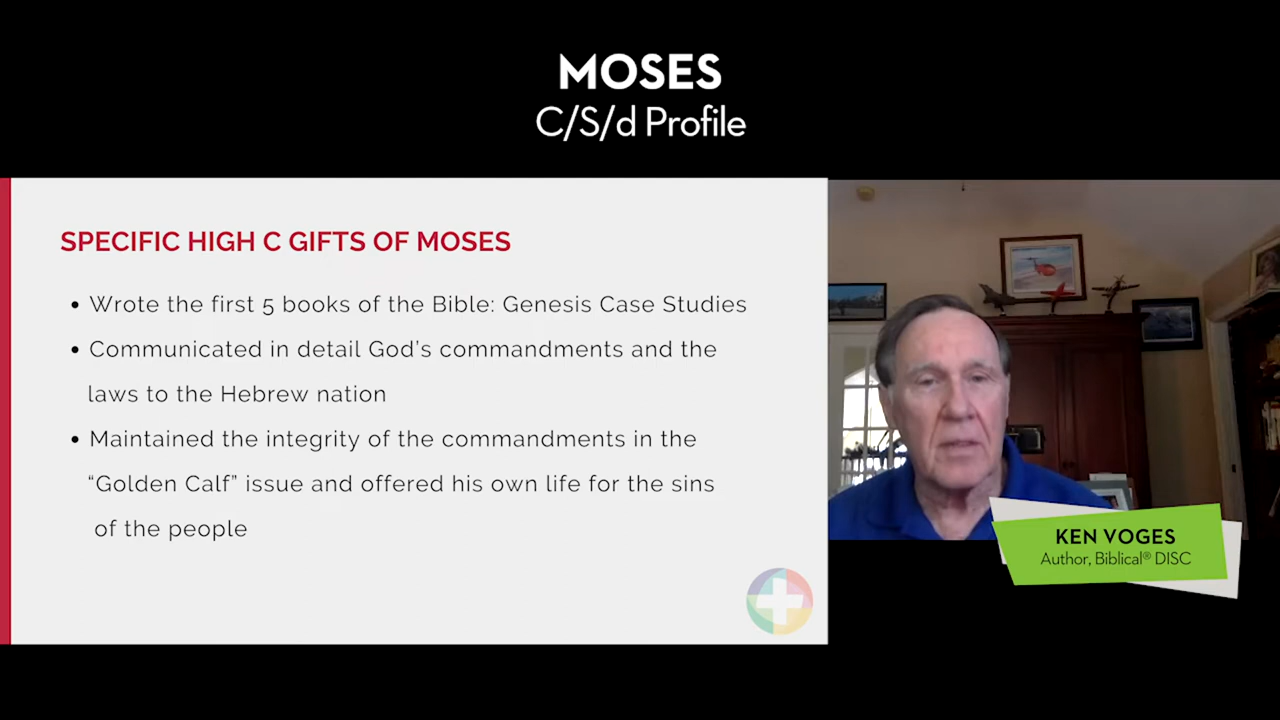 MOSES
C/S/d Profile
SPECIFIC HIGH C GIFTS OF MOSES
• Wrote the first 5 books of the Bible: Genesis Case Studies
• Communicated in detail God's commandments and the
laws to the Hebrew nation
• Maintained the integrity of the commandments in the
“Golden Calf” issue and offered his own life for the sins
of the people
KEN VOGES
Author, Biblical® DISC